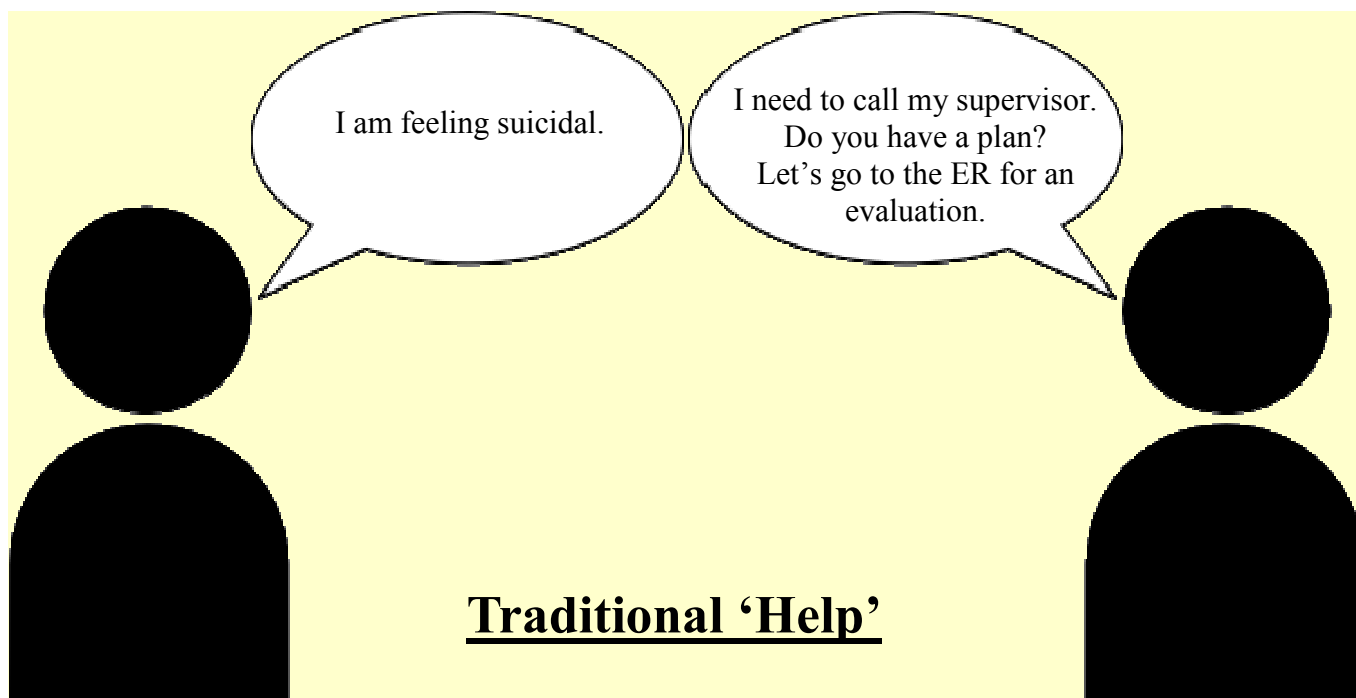 I am feeling suicidal.
I need to call my supervisor.
Do you have a plan?
Let’s go to the ER for an
evaluation.
Traditional ‘Help’